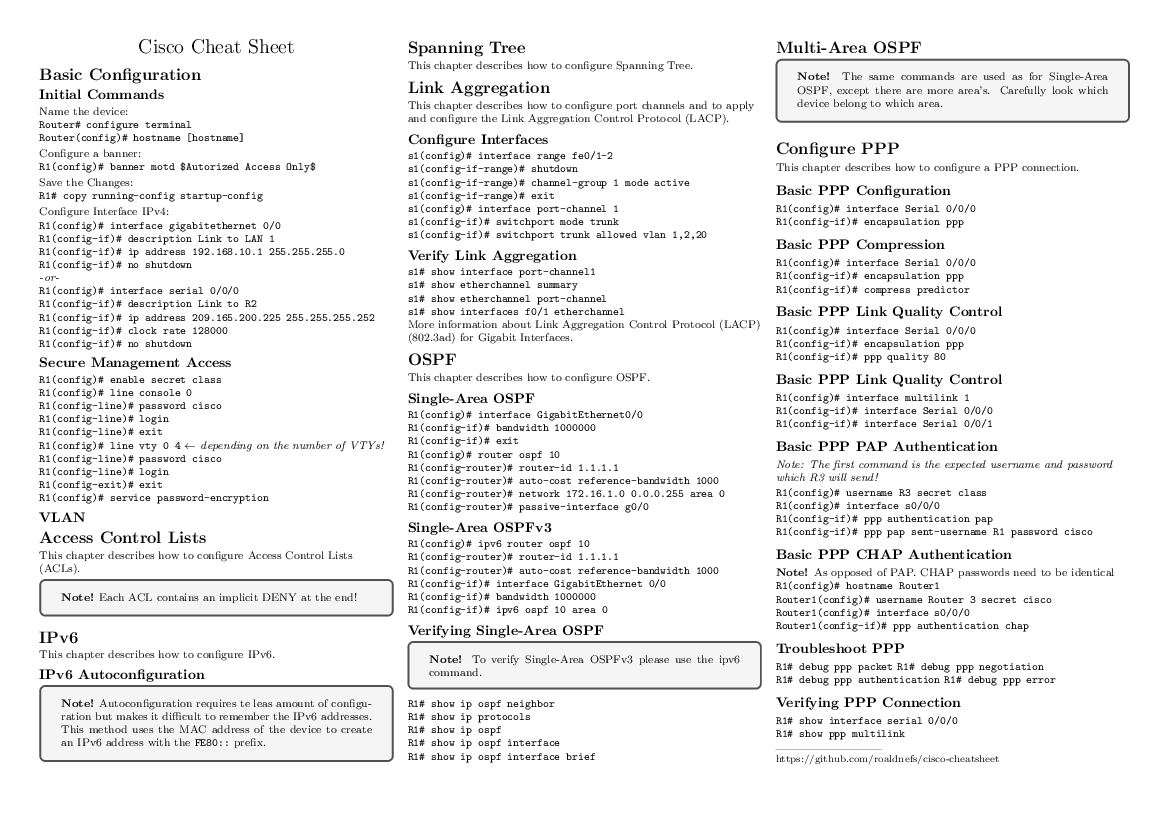 Cisco Cheat Sheet
Basic Configuration
Initial Commands
Name the device:
Router# configure terminal
Router(config)# hostname [hostname]
Configure a banner:
R1(config)# banner motd $Autorized Access Only$
Save the Changes:
R1# copy running-config startup-config
Configure Interface IPv4:
R1(config)# interface gigabitethernet 0/0
R1(config-if)# description Link to LAN 1
R1(config-if)# ip address 192.168.10.1 255.255.255.0
R1(config-if)# no shutdown
-or-
R1(config)# interface serial 0/0/0
R1(config-if)# description Link to R2
R1(config-if)# ip address 209.165.200.225 255.255.255.252
R1(config-if)# clock rate 128000
R1(config-if)# no shutdown
Secure Management Access
R1(config)# enable secret class
R1(config)# line console 0
R1(config-line)# password cisco
R1(config-line)# login
R1(config-line)# exit
R1(config)# line vty 0 4 ← depending on the number of VTYs!
R1(config-line)# password cisco
R1(config-line)# login
R1(config-exit)# exit
R1(config)# service password-encryption
VLAN
Access Control Lists
This chapter describes how to configure Access Control Lists
(ACLs).
Note! Each ACL contains an implicit DENY at the end!
IPv6
This chapter describes how to configure IPv6.
IPv6 Autoconfiguration
Note! Autoconfiguration requires te leas amount of configu-
ration but makes it difficult to remember the IPv6 addresses.
This method uses the MAC address of the device to create
an IPv6 address with the FE80:: prefix.
Spanning Tree
This chapter describes how to configure Spanning Tree.
Link Aggregation
This chapter describes how to configure port channels and to apply
and configure the Link Aggregation Control Protocol (LACP).
Configure Interfaces
s1(config)# interface range fe0/1-2
s1(config-if-range)# shutdown
s1(config-if-range)# channel-group 1 mode active
s1(config-if-range)# exit
s1(config)# interface port-channel 1
s1(config-if)# switchport mode trunk
s1(config-if)# switchport trunk allowed vlan 1,2,20
Verify Link Aggregation
s1# show interface port-channel1
s1# show etherchannel summary
s1# show etherchannel port-channel
s1# show interfaces f0/1 etherchannel
More information about Link Aggregation Control Protocol (LACP)
(802.3ad) for Gigabit Interfaces.
OSPF
This chapter describes how to configure OSPF.
Single-Area OSPF
R1(config)# interface GigabitEthernet0/0
R1(config-if)# bandwidth 1000000
R1(config-if)# exit
R1(config)# router ospf 10
R1(config-router)# router-id 1.1.1.1
R1(config-router)# auto-cost reference-bandwidth 1000
R1(config-router)# network 172.16.1.0 0.0.0.255 area 0
R1(config-router)# passive-interface g0/0
Single-Area OSPFv3
R1(config)# ipv6 router ospf 10
R1(config-router)# router-id 1.1.1.1
R1(config-router)# auto-cost reference-bandwidth 1000
R1(config-if)# interface GigabitEthernet 0/0
R1(config-if)# bandwidth 1000000
R1(config-if)# ipv6 ospf 10 area 0
Verifying Single-Area OSPF
Note! To verify Single-Area OSPFv3 please use the ipv6
command.
R1# show ip ospf neighbor
R1# show ip protocols
R1# show ip ospf
R1# show ip ospf interface
R1# show ip ospf interface brief
Multi-Area OSPF
Note! The same commands are used as for Single-Area
OSPF, except there are more area's. Carefully look which
device belong to which area.
Configure PPP
This chapter describes how to configure a PPP connection.
Basic PPP Configuration
R1(config)# interface Serial 0/0/0
R1(config-if)# encapsulation ppp
Basic PPP Compression
R1(config)# interface Serial 0/0/0
R1(config-if)# encapsulation ppp
R1(config-if)# compress predictor
Basic PPP Link Quality Control
R1(config)# interface Serial 0/0/0
R1(config-if)# encapsulation ppp
R1(config-if)# ppp quality 80
Basic PPP Link Quality Control
R1(config)# interface multilink 1
R1(config-if)# interface Serial 0/0/0
R1(config-if)# interface Serial 0/0/1
Basic PPP PAP Authentication
Note: The first command is the expected username and password
which R3 will send!
R1(config)# username R3 secret class
R1(config)# interface s0/0/0
R1(config-if)# ppp authentication pap
R1(config-if)# ppp pap sent-username R1 password cisco
Basic PPP CHAP Authentication
Note! As opposed of PAP. CHAP passwords need to be identical
R1(config)# hostname Router1
Router1(config)# username Router 3 secret cisco
Router1(config)# interface s0/0/0
Router1(config-if)# ppp authentication chap
Troubleshoot PPP
R1# debug ppp packet R1# debug ppp negotiation
R1# debug ppp authentication R1# debug ppp error
Verifying PPP Connection
R1# show interface serial 0/0/0
R1# show ppp multilink
https://github.com/roaldnefs/cisco-cheatsheet